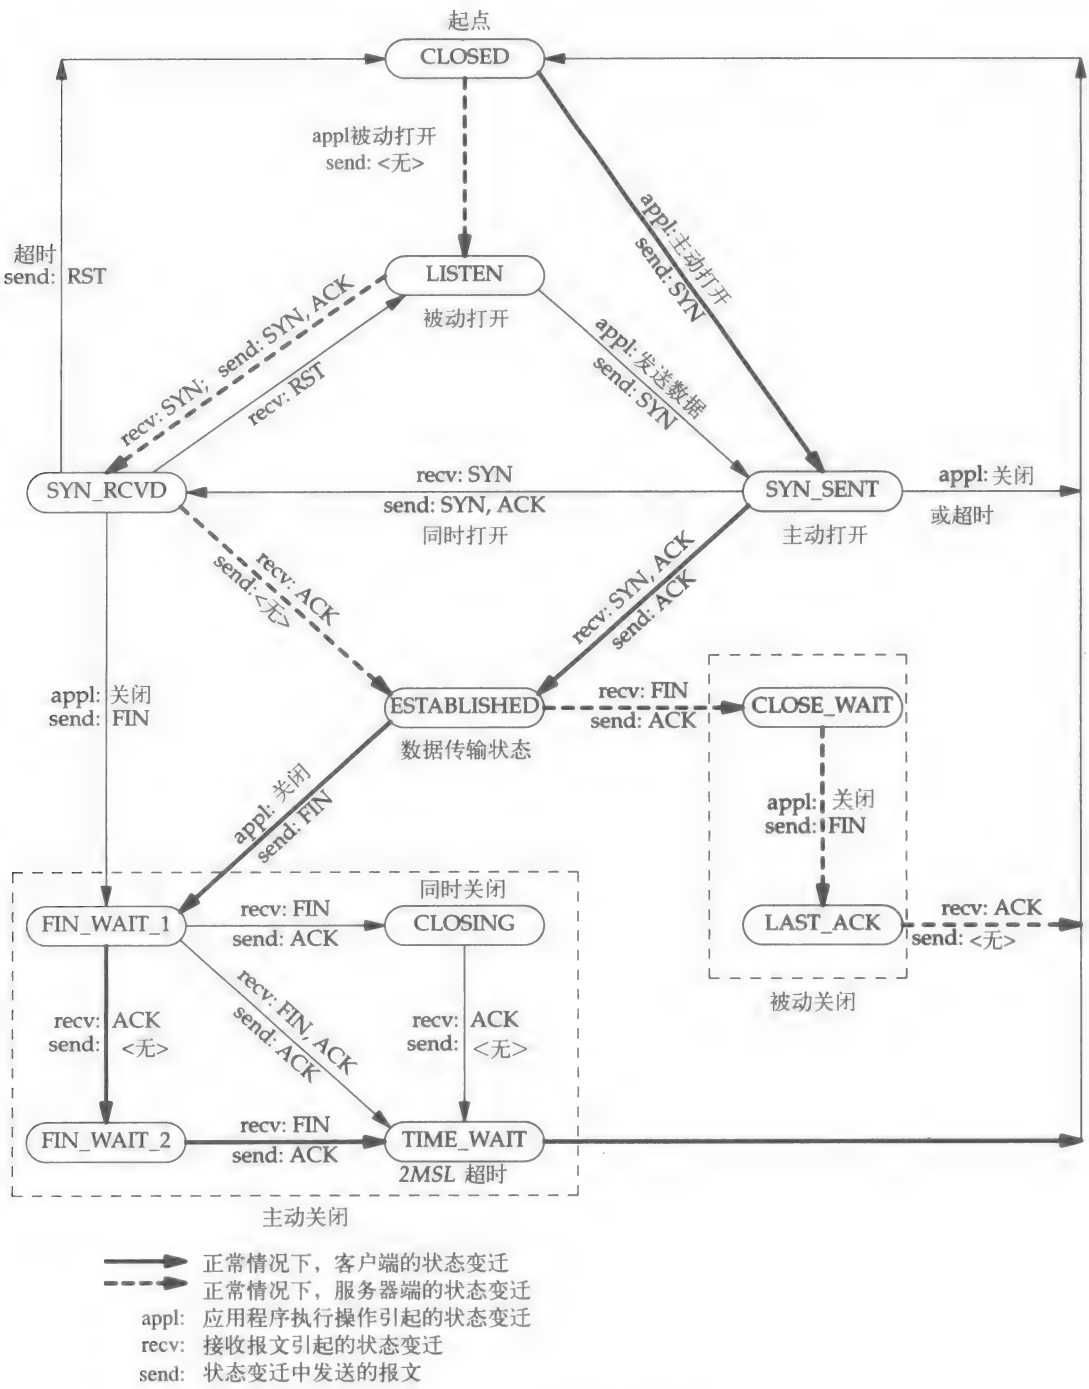 起点
CLOSED
appl被动打开
send: <无>
appl:主动打开
send: SYN
超时
send: RST
LISTEN
被动打开
recv: SYN; send: SYN, ACK
recv: RST
appl:发送数据
send: SYN
SYN_RCVD
recv: SYN
send: SYN, ACK
同时打开
SYN_SENT
主动打开
appl:关闭
或超时
recv: ACK
send:<无>
recv: SYN, ACK
send: ACK
appl: 关闭
send: FIN
ESTABLISHED
数据传输状态
recv: FIN
send: ACK
CLOSE_WAIT
appl: 关闭
send: FIN
appl: 关闭
send: FIN
同时关闭
FIN_WAIT_1
recv: FIN
send: ACK
CLOSING
LAST_ACK
recv: ACK
send: <无>
被动关闭
recv: ACK
send: <无>
recv: FIN, ACK
send: ACK
recv: ACK
send: <无>
FIN_WAIT_2
recv: FIN
send: ACK
TIME_WAIT
2MSL 超时
主动关闭
正常情况下，客户端的状态变迁
正常情况下，服务器端的状态变迁
appl: 应用程序执行操作引起的状态变迁
recv: 接收报文引起的状态变迁
send: 状态变迁中发送的报文